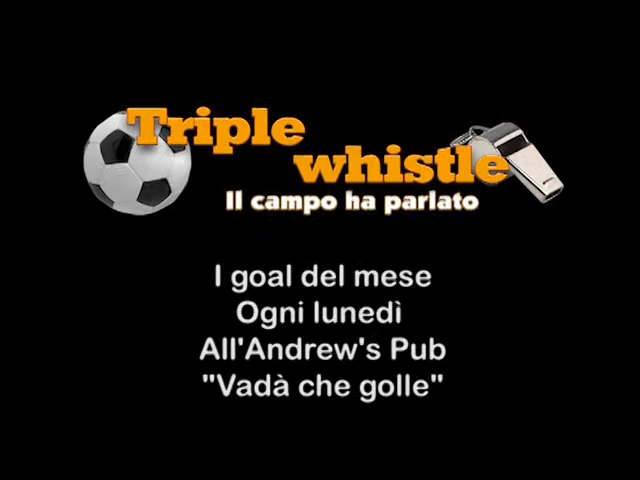 Triple
whistle
Il campo ha parlato
I goal del mese
Ogni lunedì
All'Andrew's Pub
"Vadà che golle"